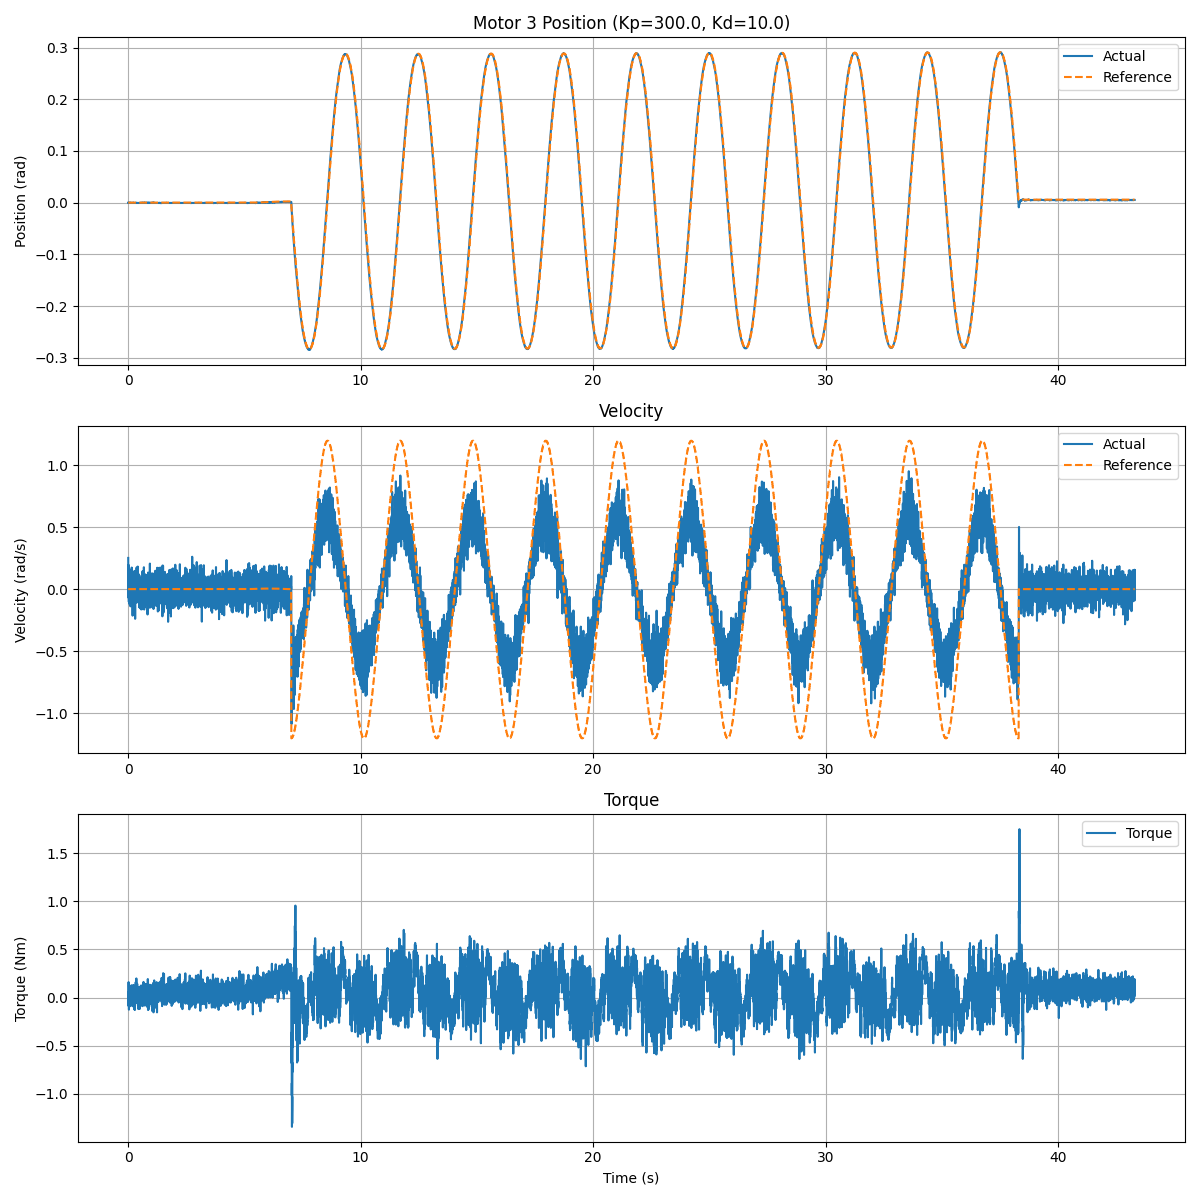 Motor 3 Position (Kp=300.0, Kd=10.0)
Actual
Reference
Position (rad)
0.3
0.2
0.1
0.0
−0.1
−0.2
−0.3
0 10 20 30 40
Velocity
Actual
Reference
Velocity (rad/s)
1.0
0.5
0.0
−0.5
−1.0
0 10 20 30 40
Torque
Torque
Torque (Nm)
1.5
1.0
0.5
0.0
−0.5
−1.0
0 10 20 30 40
Time (s)